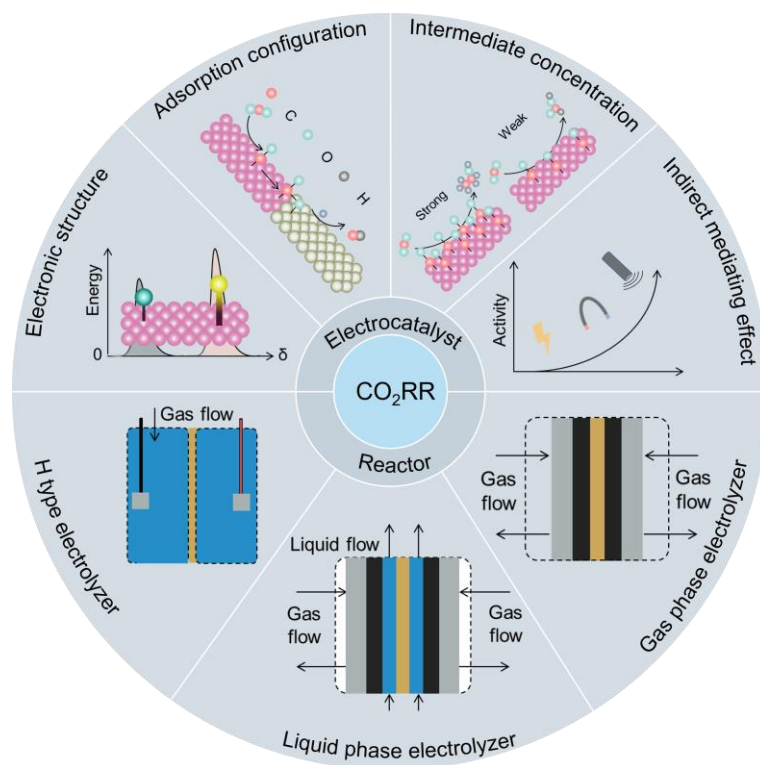 Adsorption configuration
Intermediate concentration
Electronic structure
Indirect mediating effect
C
O
H
Strong
Weak
Energy
0
δ
Activity
Electrocatalyst
CO₂RR
Reactor
Gas flow
H type electrolyzer
Liquid flow
Gas
flow
Gas
flow
Liquid phase electrolyzer
Gas
flow
Gas
flow
Gas phase electrolyzer